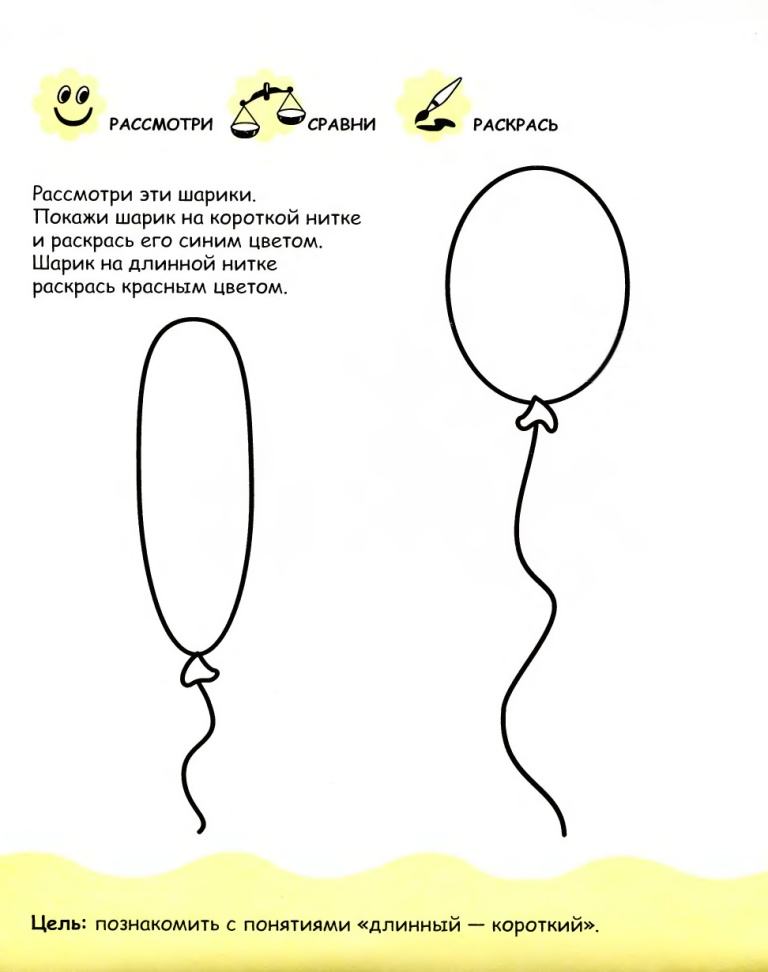 РАССМОТРИ СРАВНИ РАСКРАСЬ
Рассмотри эти шарики.
Покажи шарик на короткой нитке
и раскрась его синим цветом.
Шарик на длинной нитке
раскрась красным цветом.
Цель: познакомить с понятиями «длинный — короткий».